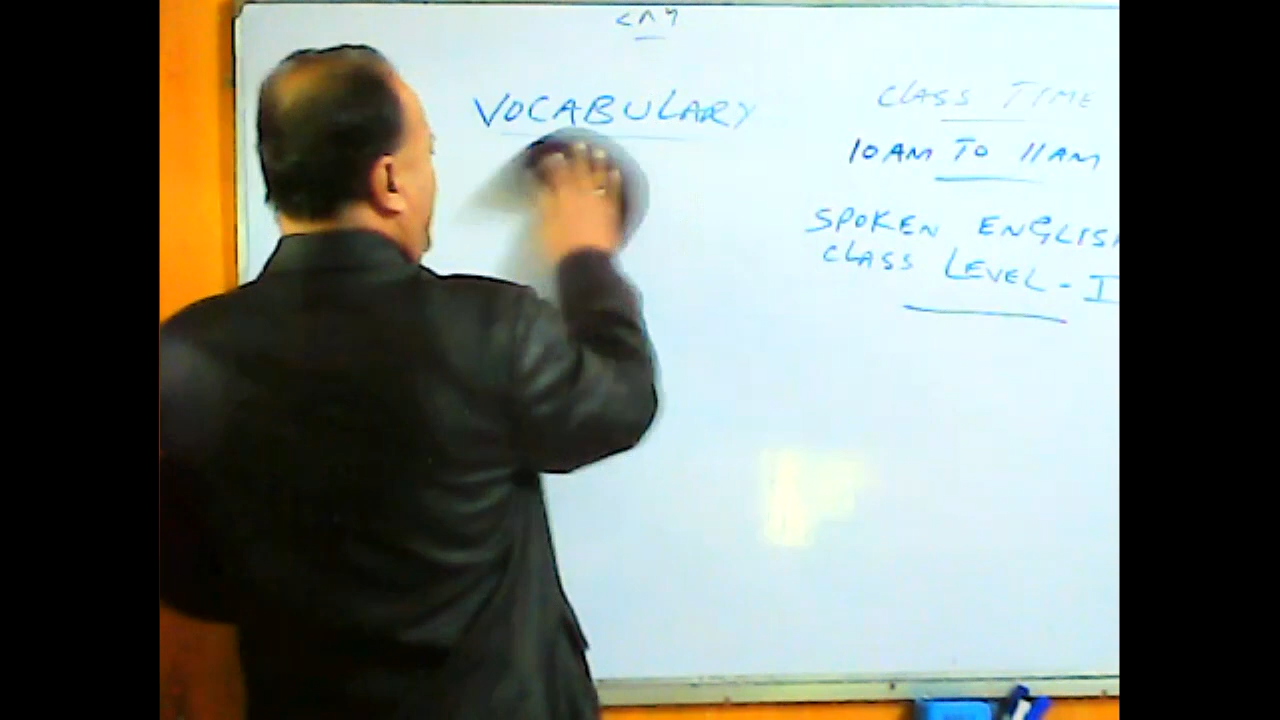 VOCABULARY
CLASS TIME
10AM TO 11AM
SPOKEN ENGLISH
CLASS LEVEL - I